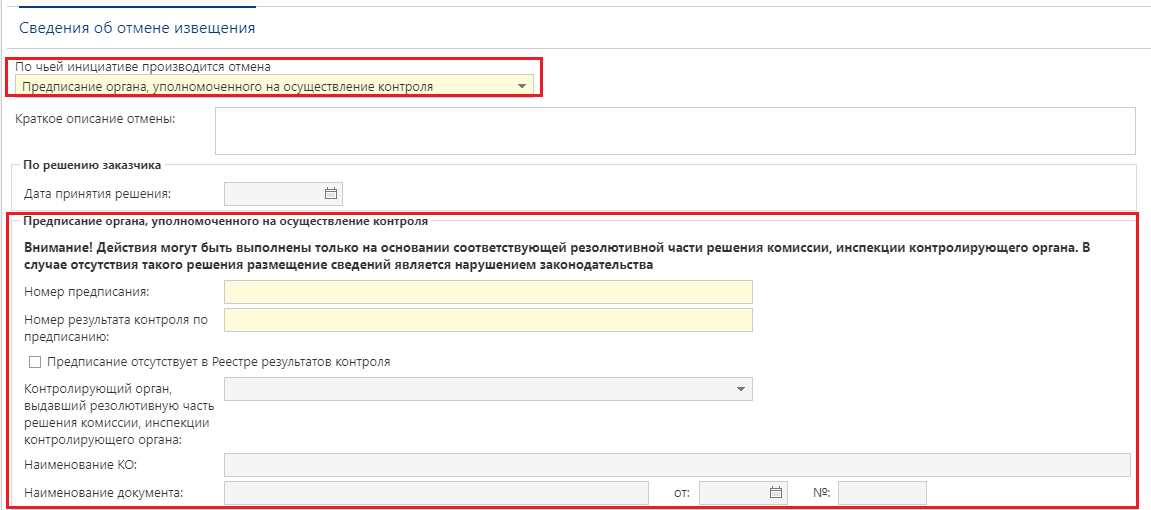 Сведения об отмене извещения
По чьей инициативе производится отмена
Предписание органа, уполномоченного на осуществление контроля
Краткое описание отмены:
По решению заказчика
Дата принятия решения:
Предписание органа, уполномоченного на осуществление контроля
Внимание! Действия могут быть выполнены только на основании соответствующей резолютивной части решения комиссии, инспекции контролирующего органа. В
случае отсутствия такого решения размещение сведений является нарушением законодательства
Номер предписания:
Номер результата контроля по
предписанию:
Предписание отсутствует в Реестре результатов контроля
Контролирующий орган,
выдавший резолютивную часть
решения комиссии, инспекции
контролирующего органа:
Наименование КО:
Наименование документа: от: №: